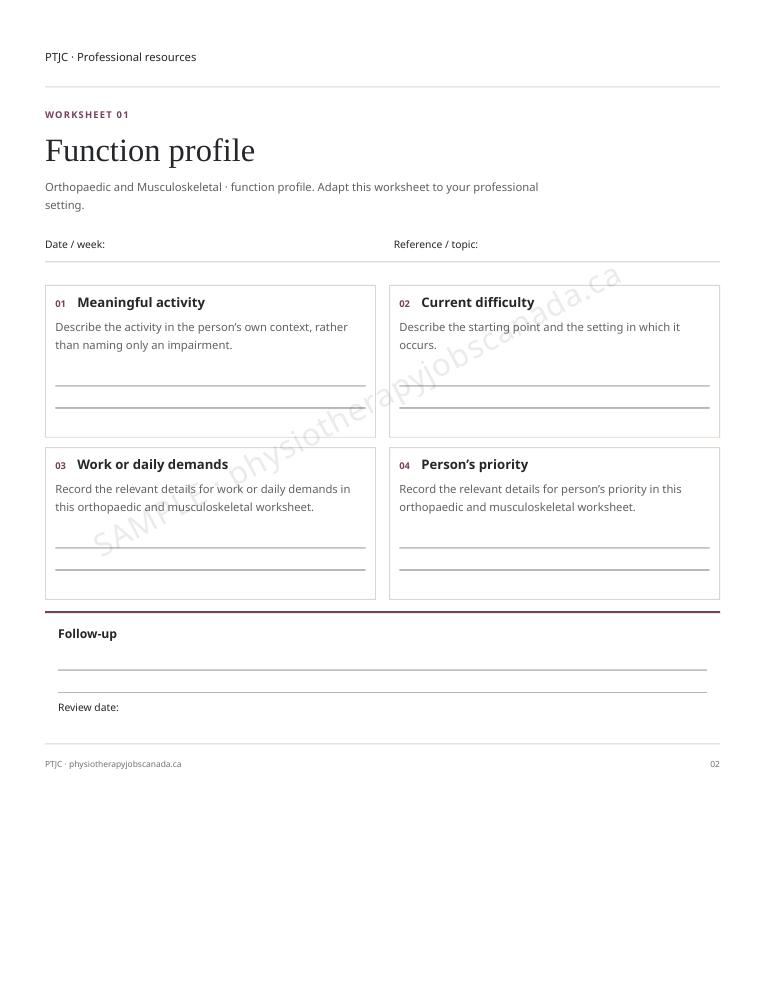 PTJC · Professional resources
WORKSHEET 01
Function profile
Orthopaedic and Musculoskeletal · function profile. Adapt this worksheet to your professional
setting.
Date / week:
Reference / topic:
01 Meaningful activity
Describe the activity in the person’s own context, rather
than naming only an impairment.
02 Current difficulty
Describe the starting point and the setting in which it
occurs.
03 Work or daily demands
Record the relevant details for work or daily demands in
this orthopaedic and musculoskeletal worksheet.
04 Person’s priority
Record the relevant details for person’s priority in this
orthopaedic and musculoskeletal worksheet.
SAMPLE · physiotherapyjobscanada.ca
Follow-up
Review date:
PTJC · physiotherapyjobscanada.ca
02